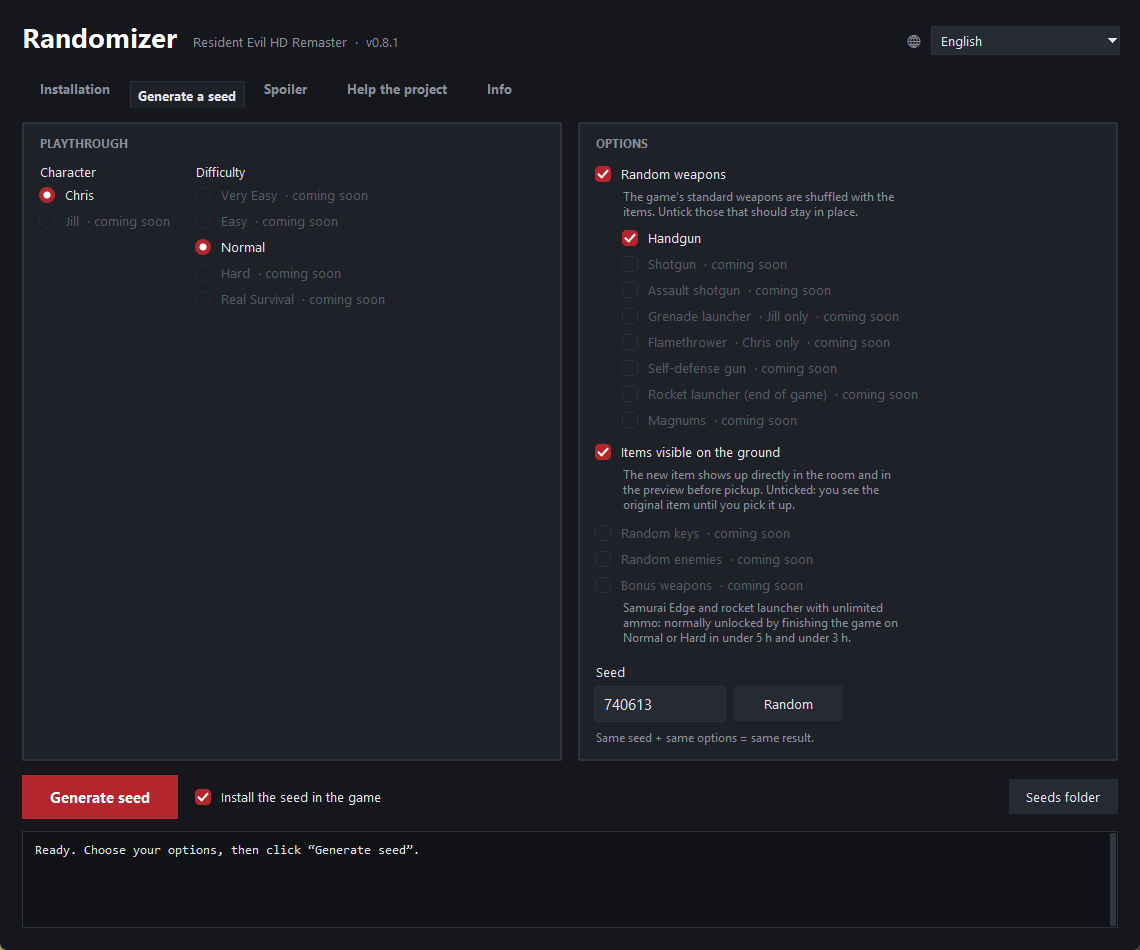 Randomizer Resident Evil HD Remaster · v0.8.1
English
Installation Generate a seed Spoiler Help the project Info
PLAYTHROUGH
Character Difficulty
Chris Very Easy · coming soon
Jill · coming soon Easy · coming soon
Normal
Hard · coming soon
Real Survival · coming soon
OPTIONS
Random weapons
The game's standard weapons are shuffled with the
items. Untick those that should stay in place.
Handgun
Shotgun · coming soon
Assault shotgun · coming soon
Grenade launcher · Jill only · coming soon
Flamethrower · Chris only · coming soon
Self-defense gun · coming soon
Rocket launcher (end of game) · coming soon
Magnums · coming soon
Items visible on the ground
The new item shows up directly in the room and in
the preview before pickup. Unticked: you see the
original item until you pick it up.
Random keys · coming soon
Random enemies · coming soon
Bonus weapons · coming soon
Samurai Edge and rocket launcher with unlimited
ammo: normally unlocked by finishing the game on
Normal or Hard in under 5 h and under 3 h.
Seed
740613 Random
Same seed + same options = same result.
Generate seed Install the seed in the game Seeds folder
Ready. Choose your options, then click “Generate seed”.